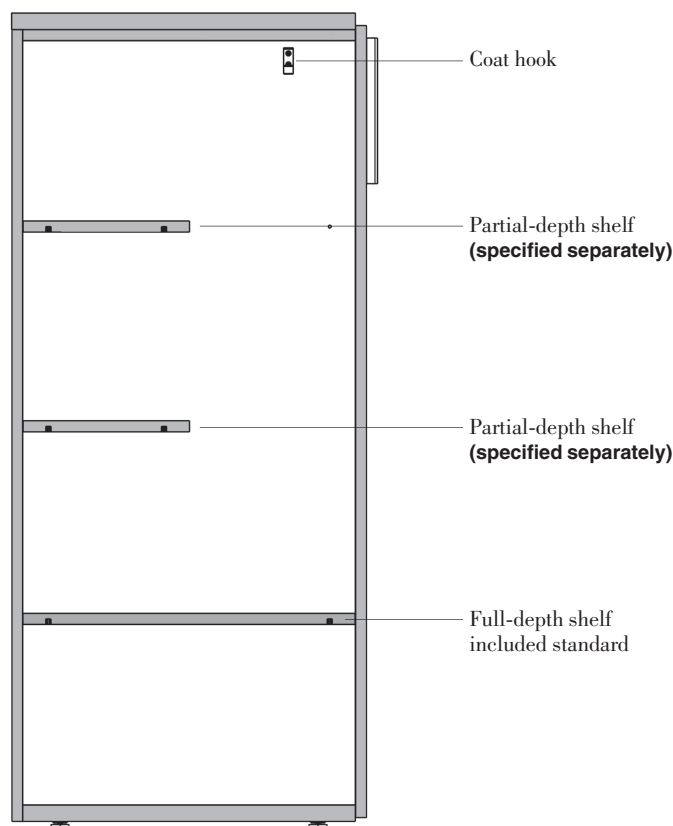 Coat hook
Partial-depth shelf
(specified separately)
Partial-depth shelf
(specified separately)
Full-depth shelf
included standard